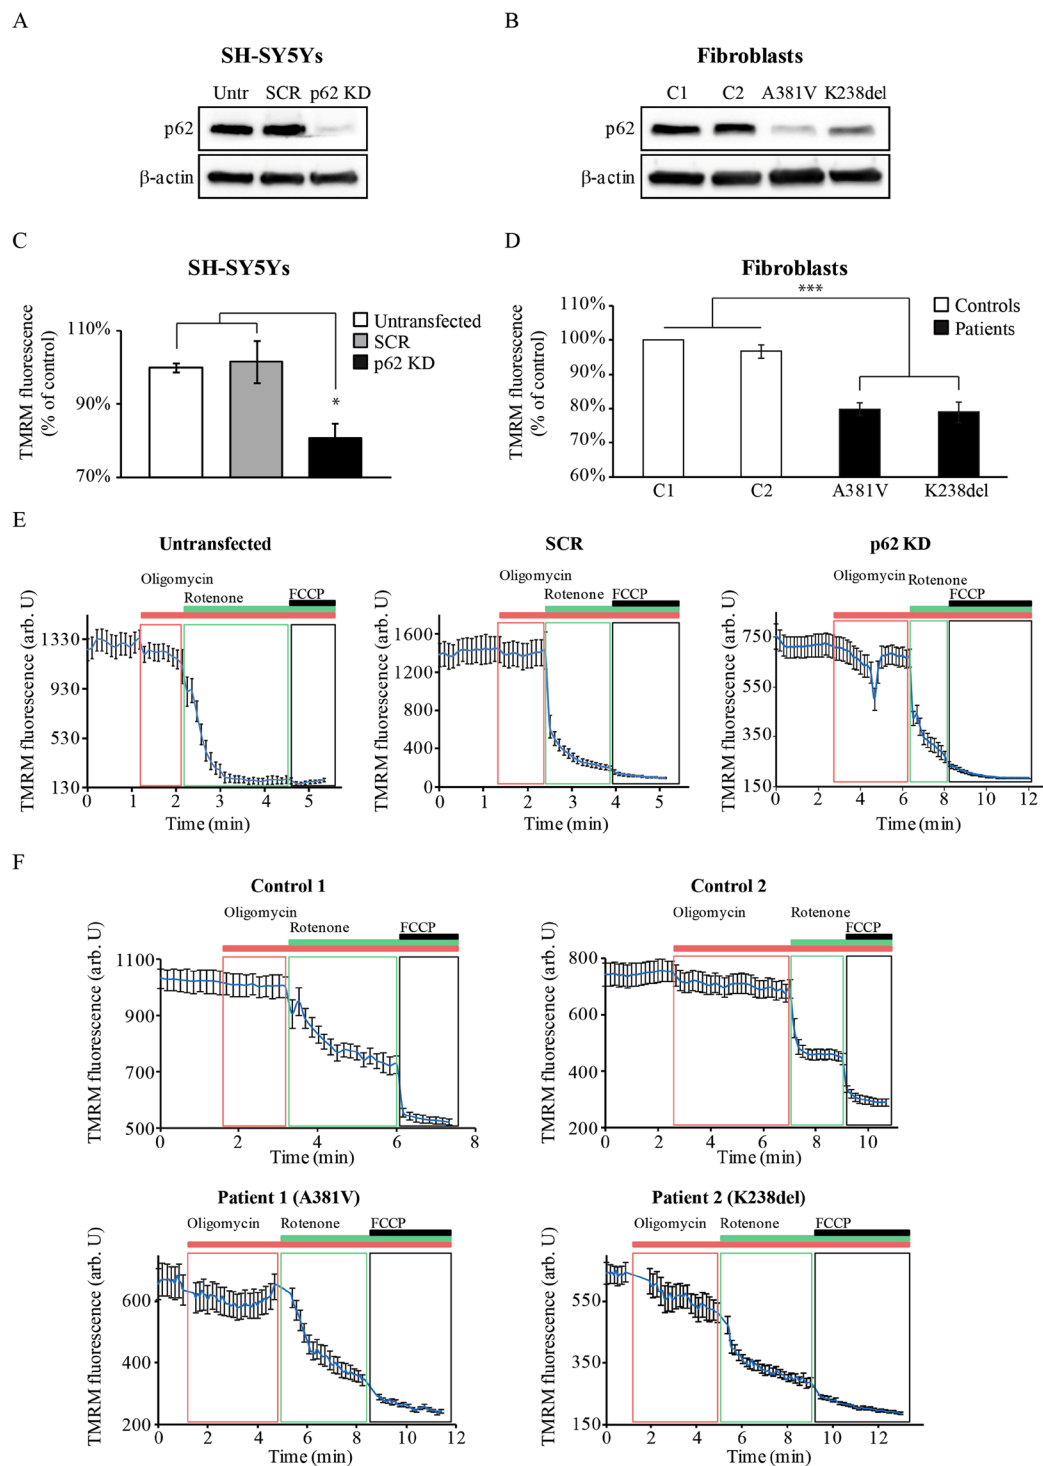 A
SH-SY5Ys
Untr SCR p62 KD
p62
β-actin
B
Fibroblasts
C1 C2 A381V K238del
p62
β-actin
C
SH-SY5Ys
TMRM fluorescence
(% of control)
110%
90%
70%
*
Untransfected
SCR
p62 KD
D
Fibroblasts
TMRM fluorescence
(% of control)
110%
100%
90%
80%
70%
60%
***
Controls
Patients
C1 C2 A381V K238del
E
Untransfected
Oligomycin
Rotenone
FCCP
TMRM fluorescence (arb. U)
1330
930
530
130
0 1 2 3 4 5
Time (min)
SCR
Oligomycin
Rotenone
FCCP
TMRM fluorescence (arb. U)
1600
1200
800
400
0
0 1 2 3 4 5
Time (min)
p62 KD
Oligomycin
Rotenone
FCCP
TMRM fluorescence (arb. U)
750
550
350
150
0 2 4 6 8 10 12
Time (min)
F
Control 1
Oligomycin
Rotenone
FCCP
TMRM fluorescence (arb. U)
1100
900
700
500
0 2 4 6 8
Time (min)
Control 2
Oligomycin
Rotenone
FCCP
TMRM fluorescence (arb. U)
800
600
400
200
0 2 4 6 8 10
Time (min)
Patient 1 (A381V)
Oligomycin
Rotenone
FCCP
TMRM fluorescence (arb. U)
600
400
200
0 2 4 6 8 10 12
Time (min)
Patient 2 (K238del)
Oligomycin
Rotenone
FCCP
TMRM fluorescence (arb. U)
550
350
150
0 2 4 6 8 10 12
Time (min)